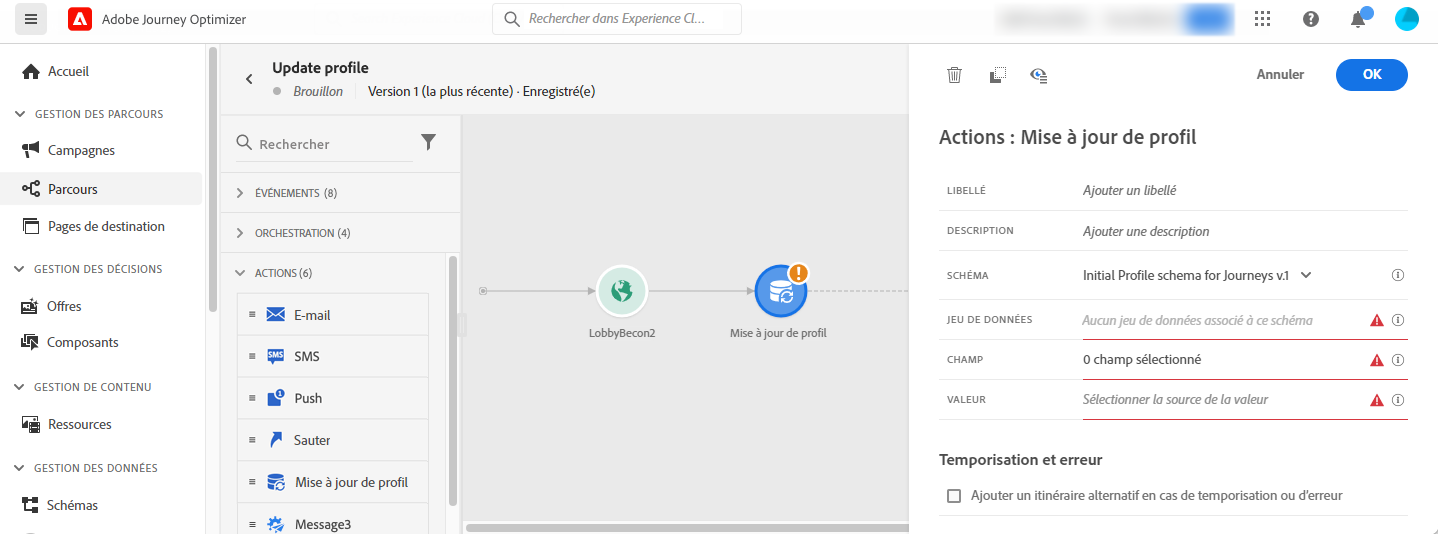 Adobe Journey Optimizer
Rechercher dans Experience Cl...
Accueil
GESTION DES PARCOURS
Campagnes
Parcours
Pages de destination
GESTION DES DÉCISIONS
Offres
Composants
GESTION DE CONTENU
Ressources
GESTION DES DONNÉES
Schémas
Update profile
Brouillon
Version 1 (la plus récente) · Enregistré(e)
Rechercher
ÉVÉNEMENTS (8)
ORCHESTRATION (4)
ACTIONS (6)
E-mail
SMS
SMS
Push
1
Sauter
Mise à jour de profil
Message3
LobbyBecon2
Mise à jour de profil
Annuler
OK
Actions : Mise à jour de profil
LIBELLÉ
Ajouter un libellé
DESCRIPTION
Ajouter une description
SCHÉMA
Initial Profile schema for Journeys v.1
JEU DE DONNÉES
Aucun jeu de données associé à ce schéma
CHAMP
0 champ sélectionné
VALEUR
Sélectionner la source de la valeur
Temporisation et erreur
Ajouter un itinéraire alternatif en cas de temporisation ou d'erreur